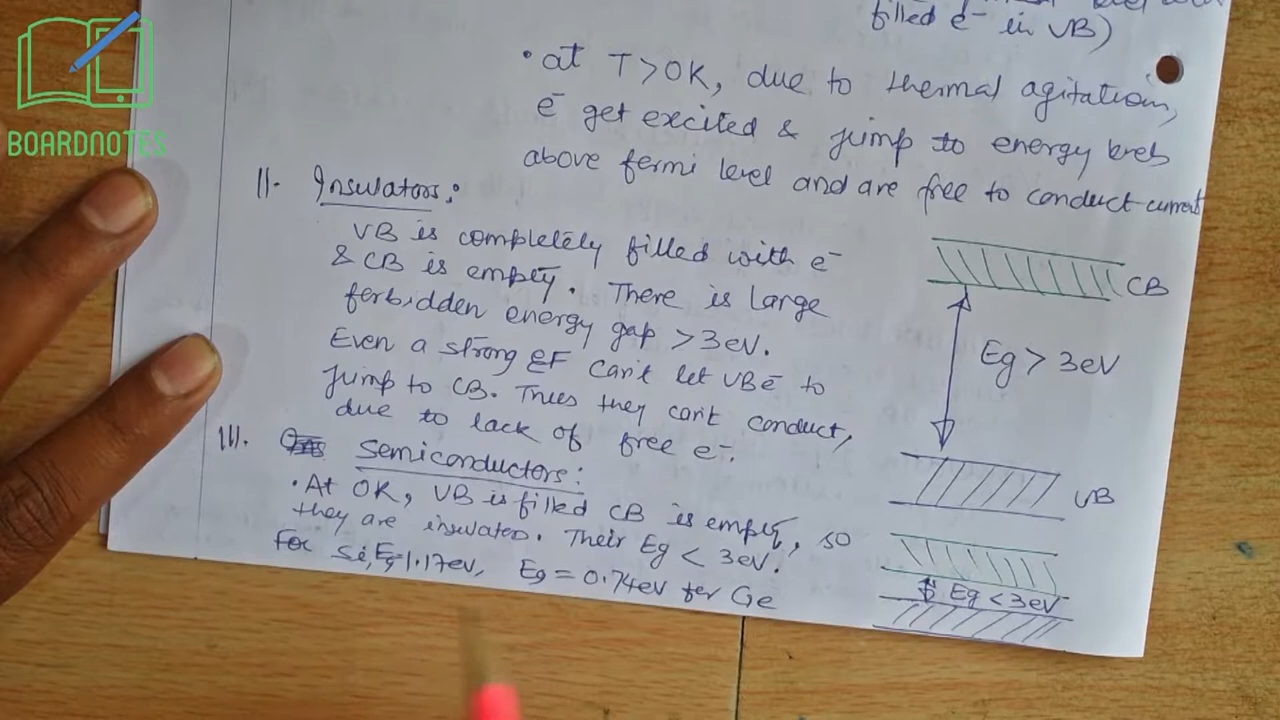 filled e⁻ in VB)
• at T > 0K, due to thermal agitation,
e⁻ get excited & jump to energy levels
above fermi level and are free to conduct current
BOARDNOTES
II. Insulators:
VB is completely filled with e⁻
& CB is empty. There is large
forbidden energy gap > 3eV.
Even a strong EF can't let VB e⁻ to
jump to CB. Thus they can't conduct,
due to lack of free e⁻.
CB
Eg > 3eV
VB
III. Semiconductors:
• At 0K, VB is filled CB is empty, so
they are insulator. Their Eg < 3eV.
For Si, Eg=1.17eV, Eg = 0.74eV for Ge
Eg < 3eV